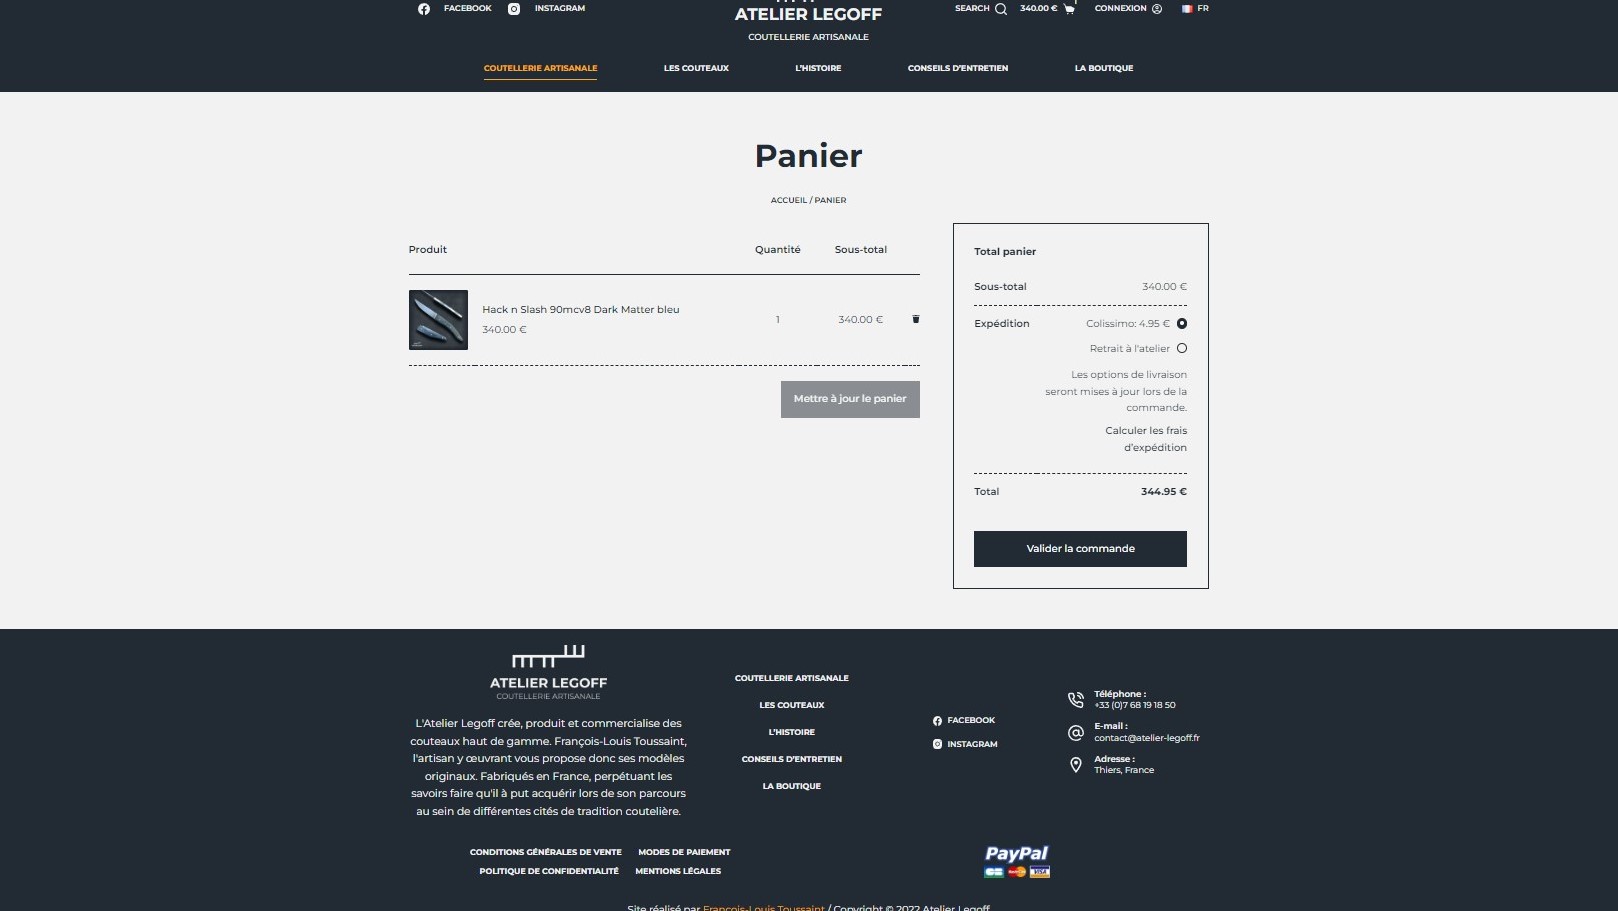 FACEBOOK
INSTAGRAM
ATELIER LEGOFF
COUTELLERIE ARTISANALE
SEARCH
340.00 €
CONNEXION
FR
COUTELLERIE ARTISANALE
LES COUTEAUX
L'HISTOIRE
CONSEILS D'ENTRETIEN
LA BOUTIQUE
Panier
ACCUEIL / PANIER
Produit
Quantité
Sous-total
Hack n Slash 90mcv8 Dark Matter bleu
340.00 €
1
340.00 €
Mettre à jour le panier
Total panier
Sous-total
340.00 €
Expédition
Colissimo: 4.95 €
Retrait à l'atelier
Les options de livraison
seront mises à jour lors de la
commande.
Calculer les frais
d'expédition
Total
344.95 €
Valider la commande
ATELIER LEGOFF
COUTELLERIE ARTISANALE
L'Atelier Legoff crée, produit et commercialise des
couteaux haut de gamme. François-Louis Toussaint,
l'artisan y œuvrant vous propose donc ses modèles
originaux. Fabriqués en France, perpétuant les
savoirs faire qu'il à put acquérir lors de son parcours
au sein de différentes cités de tradition coutelière.
COUTELLERIE ARTISANALE
LES COUTEAUX
L'HISTOIRE
CONSEILS D'ENTRETIEN
LA BOUTIQUE
FACEBOOK
INSTAGRAM
Téléphone :
+33 (0)7 68 19 18 50
E-mail :
contact@atelier-legoff.fr
Adresse :
Thiers, France
CONDITIONS GÉNÉRALES DE VENTE
MODES DE PAIEMENT
POLITIQUE DE CONFIDENTIALITÉ
MENTIONS LÉGALES
PayPal
CB
MasterCard
VISA
Site réalisé par François-Louis Toussaint / Copyright © 2022 Atelier Legoff